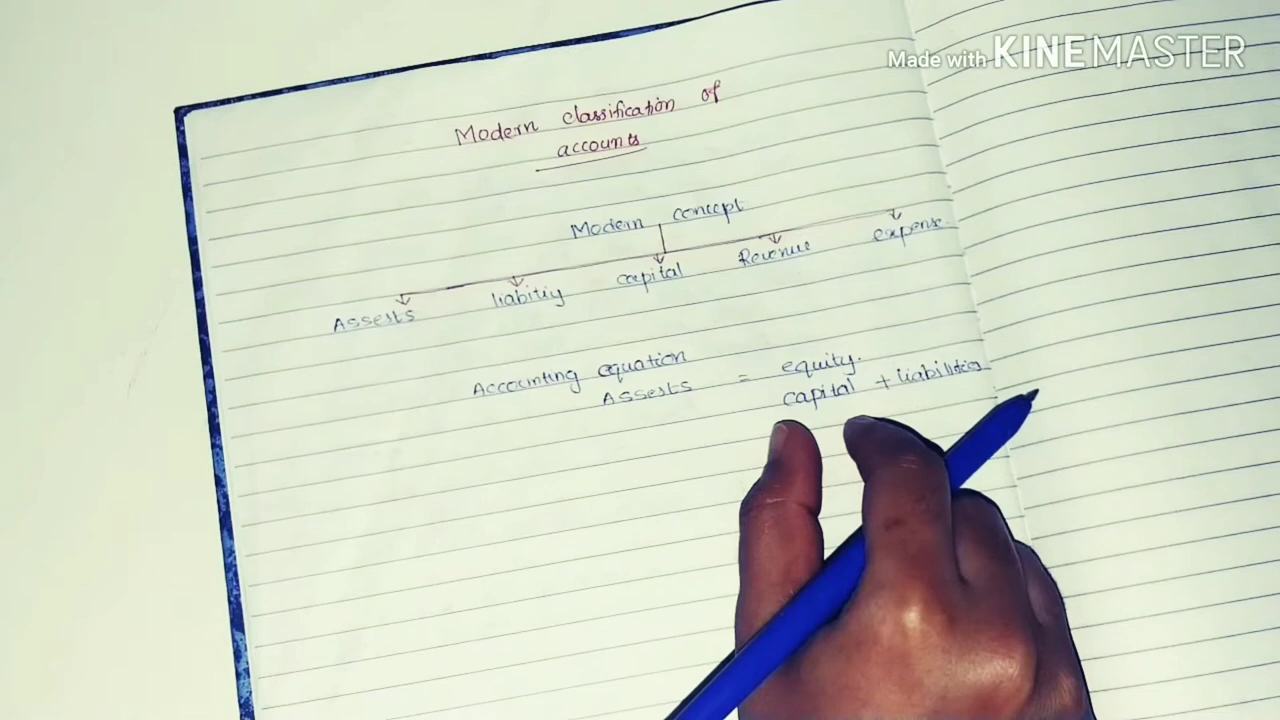 Made with KINEMASTER
Modern classification of
accounts
Modern concept
Assests liabitiy capital Revenue expense
Accounting equation
Assests = equity.
capital + liabilities